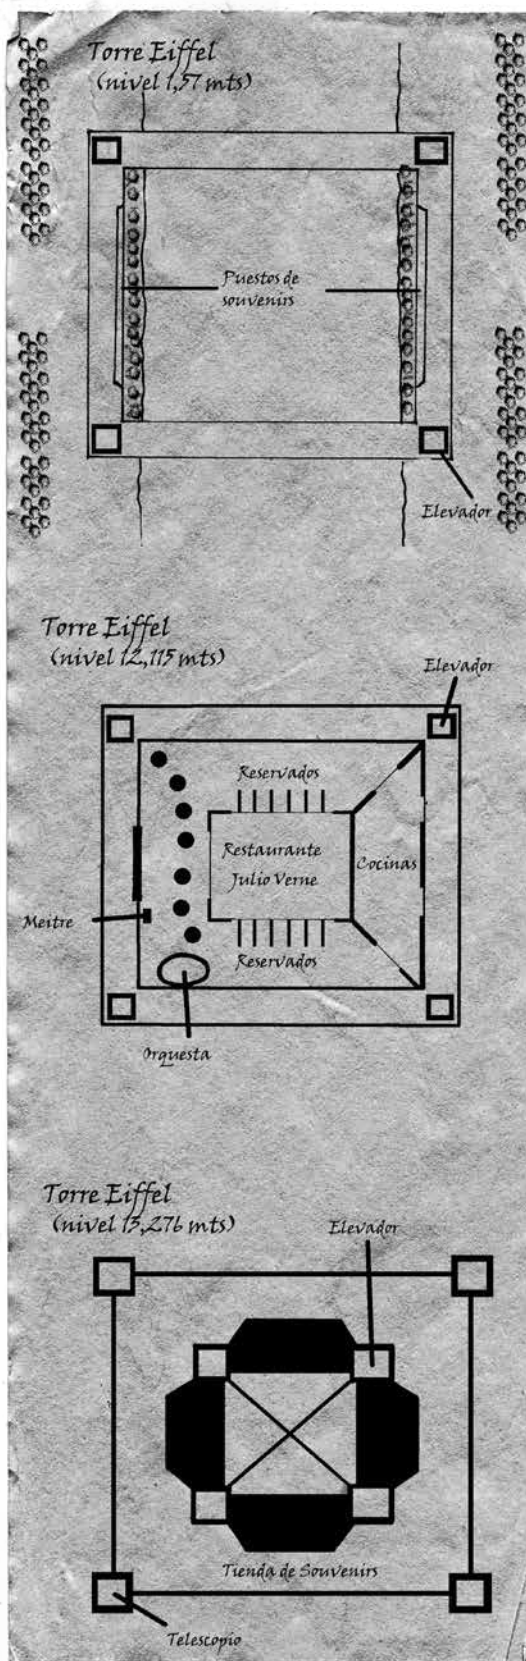 Torre Eiffel
(nivel 1,57 mts)
Puestos de
souvenirs
Elevador
Torre Eiffel
(nivel 12,115 mts)
Elevador
Reservados
Restaurante
Julio Verne
Cocinas
Meitre
Reservados
Orquesta
Torre Eiffel
(nivel 13,276 mts)
Elevador
Tienda de Souvenirs
Telescopio